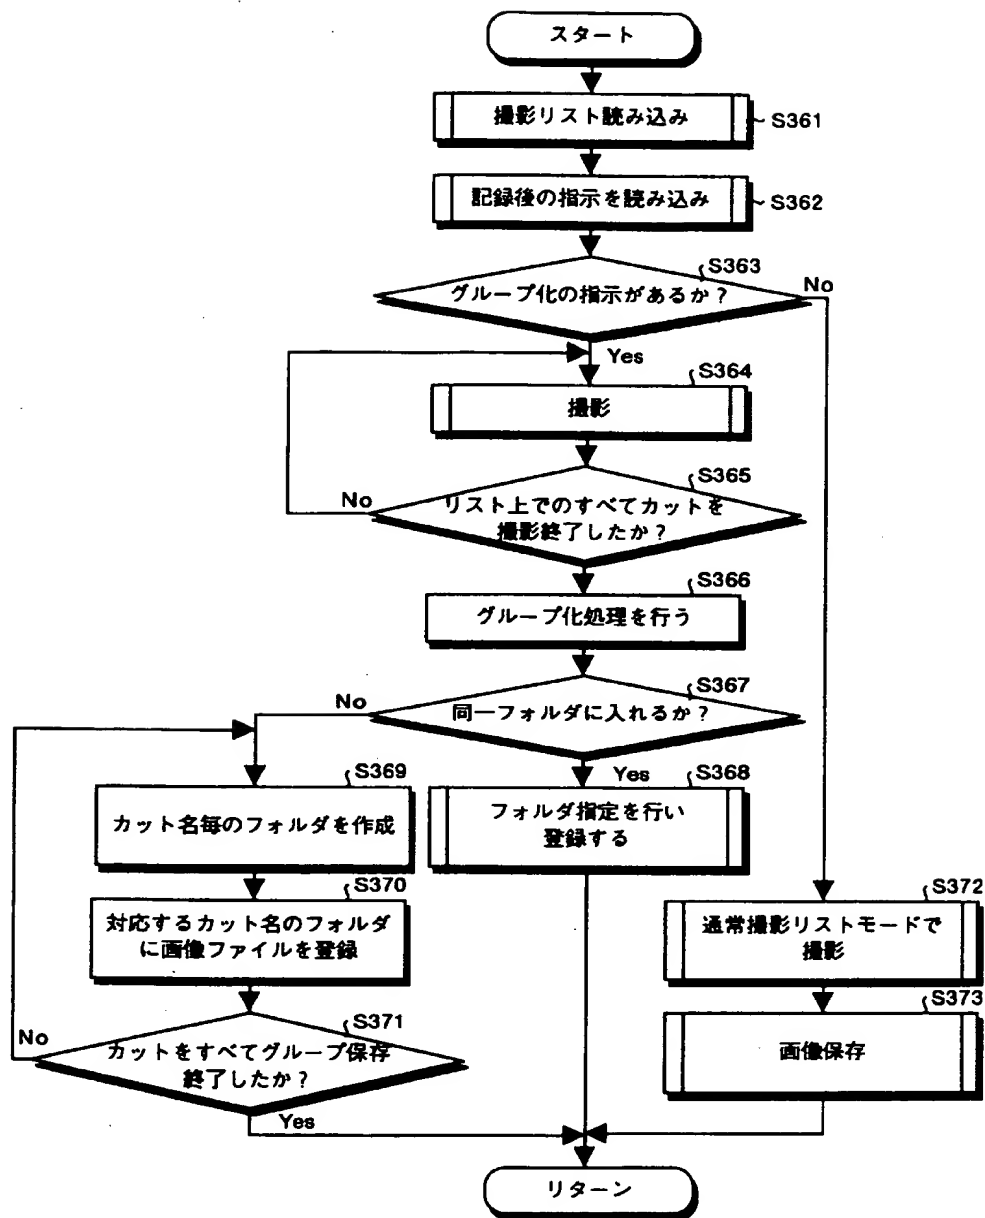 スタート
撮影リスト読み込み
S361
記録後の指示を読み込み
S362
S363
グループ化の指示があるか?
No
Yes
S364
撮影
S365
No
リスト上でのすべてカットを
撮影終了したか?
S366
グループ化処理を行う
S367
No
同一フォルダに入れるか?
S369
Yes
S368
カット名毎のフォルダを作成
フォルダ指定を行い
登録する
S370
対応するカット名のフォルダ
に画像ファイルを登録
S372
通常撮影リストモードで
撮影
S371
No
カットをすべてグループ保存
終了したか?
S373
画像保存
Yes
リターン